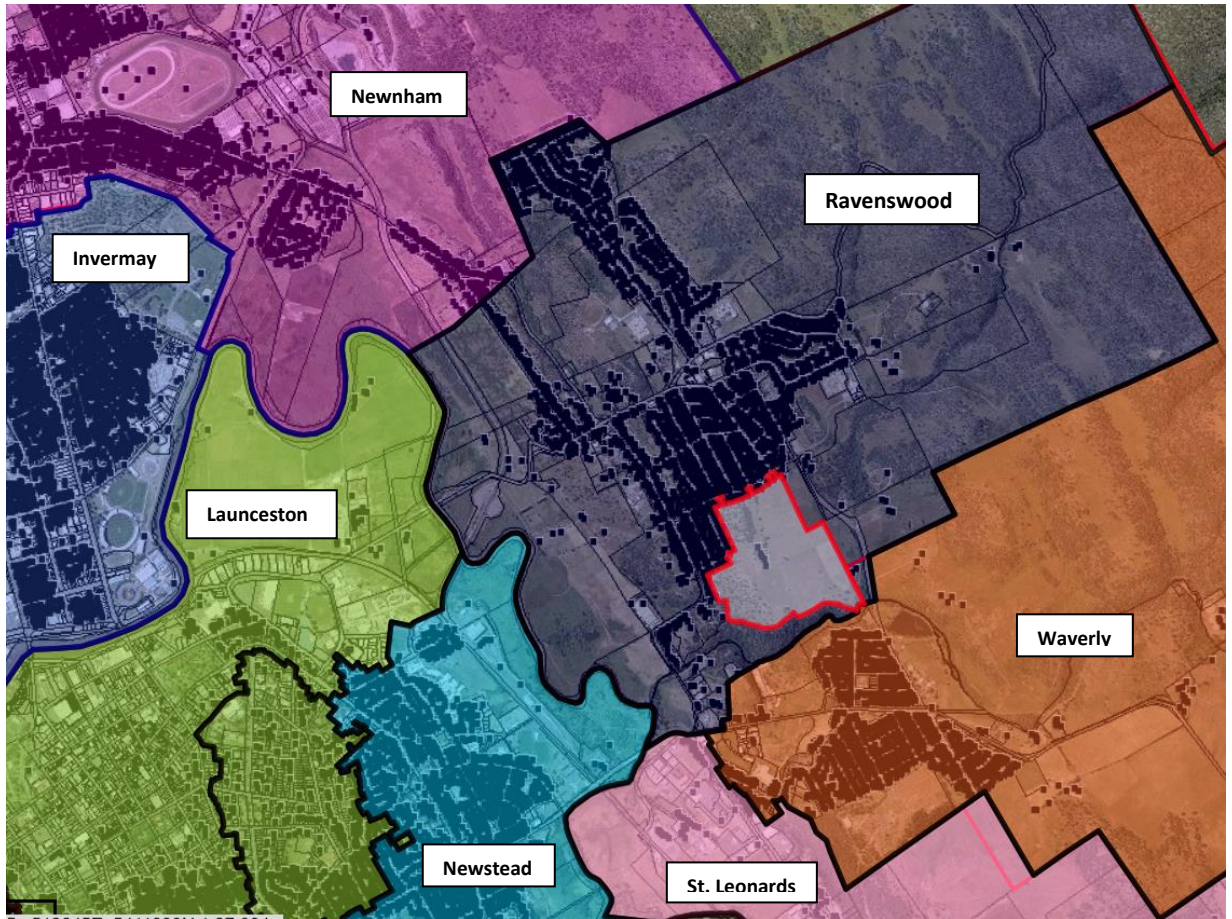 Newnham
Ravenswood
Invermay
Launceston
Waverly
Newstead
St. Leonards